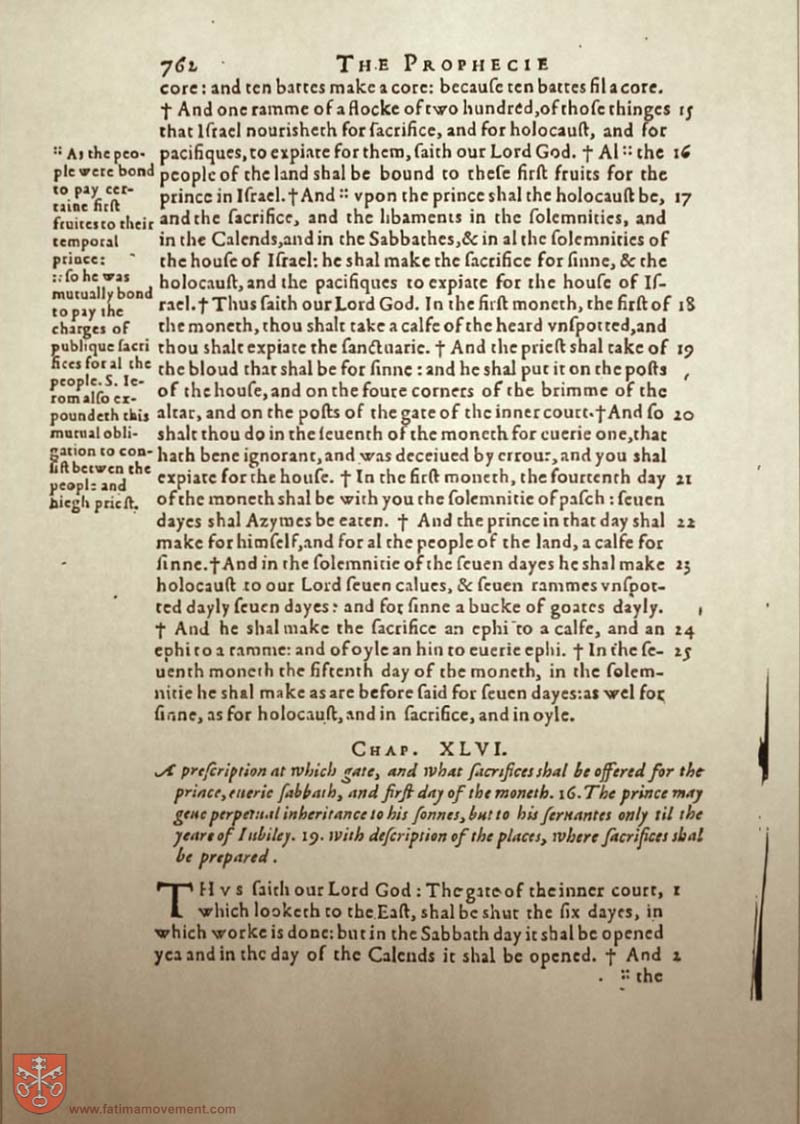 762 THE PROPHECIE
core: and ten battes make a core: becauſe ten battes fil a core.
† And one ramme of a flocke of two hundred, of thoſe thinges 15
that Iſrael nouriſheth for ſacrifice, and for holocauſt, and for
pacifiques, to expiate for them, ſaith our Lord God. † Al :: the 16
people of the land shal be bound to theſe firſt fruits for the
prince in Iſrael. † And :: vpon the prince shal the holocauſt be, 17
and the ſacrifice, and the libaments in the ſolemnities, and
in the Calends, and in the Sabbathes, & in al the ſolemnities of
the houſe of Iſrael: he shal make the ſacrifice for ſinne, & the
holocauſt, and the pacifiques to expiate for the houſe of Iſ-
rael. † Thus ſaith our Lord God. In the firſt moneth, the firſt of 18
the moneth, thou shalt take a calfe of the heard vnſpotted, and
thou shalt expiate the ſanctuarie. † And the prieſt shal take of 19
the bloud that shal be for ſinne: and he shal put it on the poſts
of the houſe, and on the foure corners of the brimme of the
altar, and on the poſts of the gate of the inner court. † And ſo 20
shalt thou do in the ſeuenth of the moneth for euerie one, that
hath bene ignorant, and was deceiued by errour, and you shal
expiate for the houſe. † In the firſt moneth, the fourtenth day 21
of the moneth shal be with you the ſolemnitie of paſch: ſeuen
dayes shal Azymes be eaten. † And the prince in that day shal 22
make for himſelf, and for al the people of the land, a calfe for
ſinne. † And in the ſolemnitie of the ſeuen dayes he shal make 23
holocauſt to our Lord ſeuen calues, & ſeuen rammes vnſpot-
ted dayly ſeuen dayes: and for ſinne a bucke of goates dayly.
† And he shal make the ſacrifice an ephi to a calfe, and an 24
ephi to a ramme: and of oyle an hin to euerie ephi. † In the ſe- 25
uenth moneth the fiftenth day of the moneth, in the ſolem-
nitie he shal make as are before ſaid for ſeuen dayes: as wel for
ſinne, as for holocauſt, and in ſacrifice, and in oyle.
:: As the peo-
ple were bond
to pay cer-
taine firſt
fruites to their
temporal
prince:
:: ſo he was
mutually bond
to pay the
charges of
publique ſacri
fices for al the
people. S. Ie-
rom alſo ex-
poundeth this
mutual obli-
gation to con-
ſiſt betwen the
people and
hiegh prieſt.
CHAP. XLVI.
A preſcription at which gate, and what ſacrifices shal be offered for the
prince, euerie ſabbath, and firſt day of the moneth. 16. The prince may
geue perpetual inheritance to his ſonnes, but to his ſeruantes only til the
yeare of Iubiley. 19. With deſcription of the places, where ſacrifices shal
be prepared.
THVS ſaith our Lord God: The gate of the inner court, 1
which looketh to the Eaſt, shal be shut the ſix dayes, in
which worke is done: but in the Sabbath day it shal be opened
yea and in the day of the Calends it shal be opened. † And 2
:: the
www.fatimamovement.com